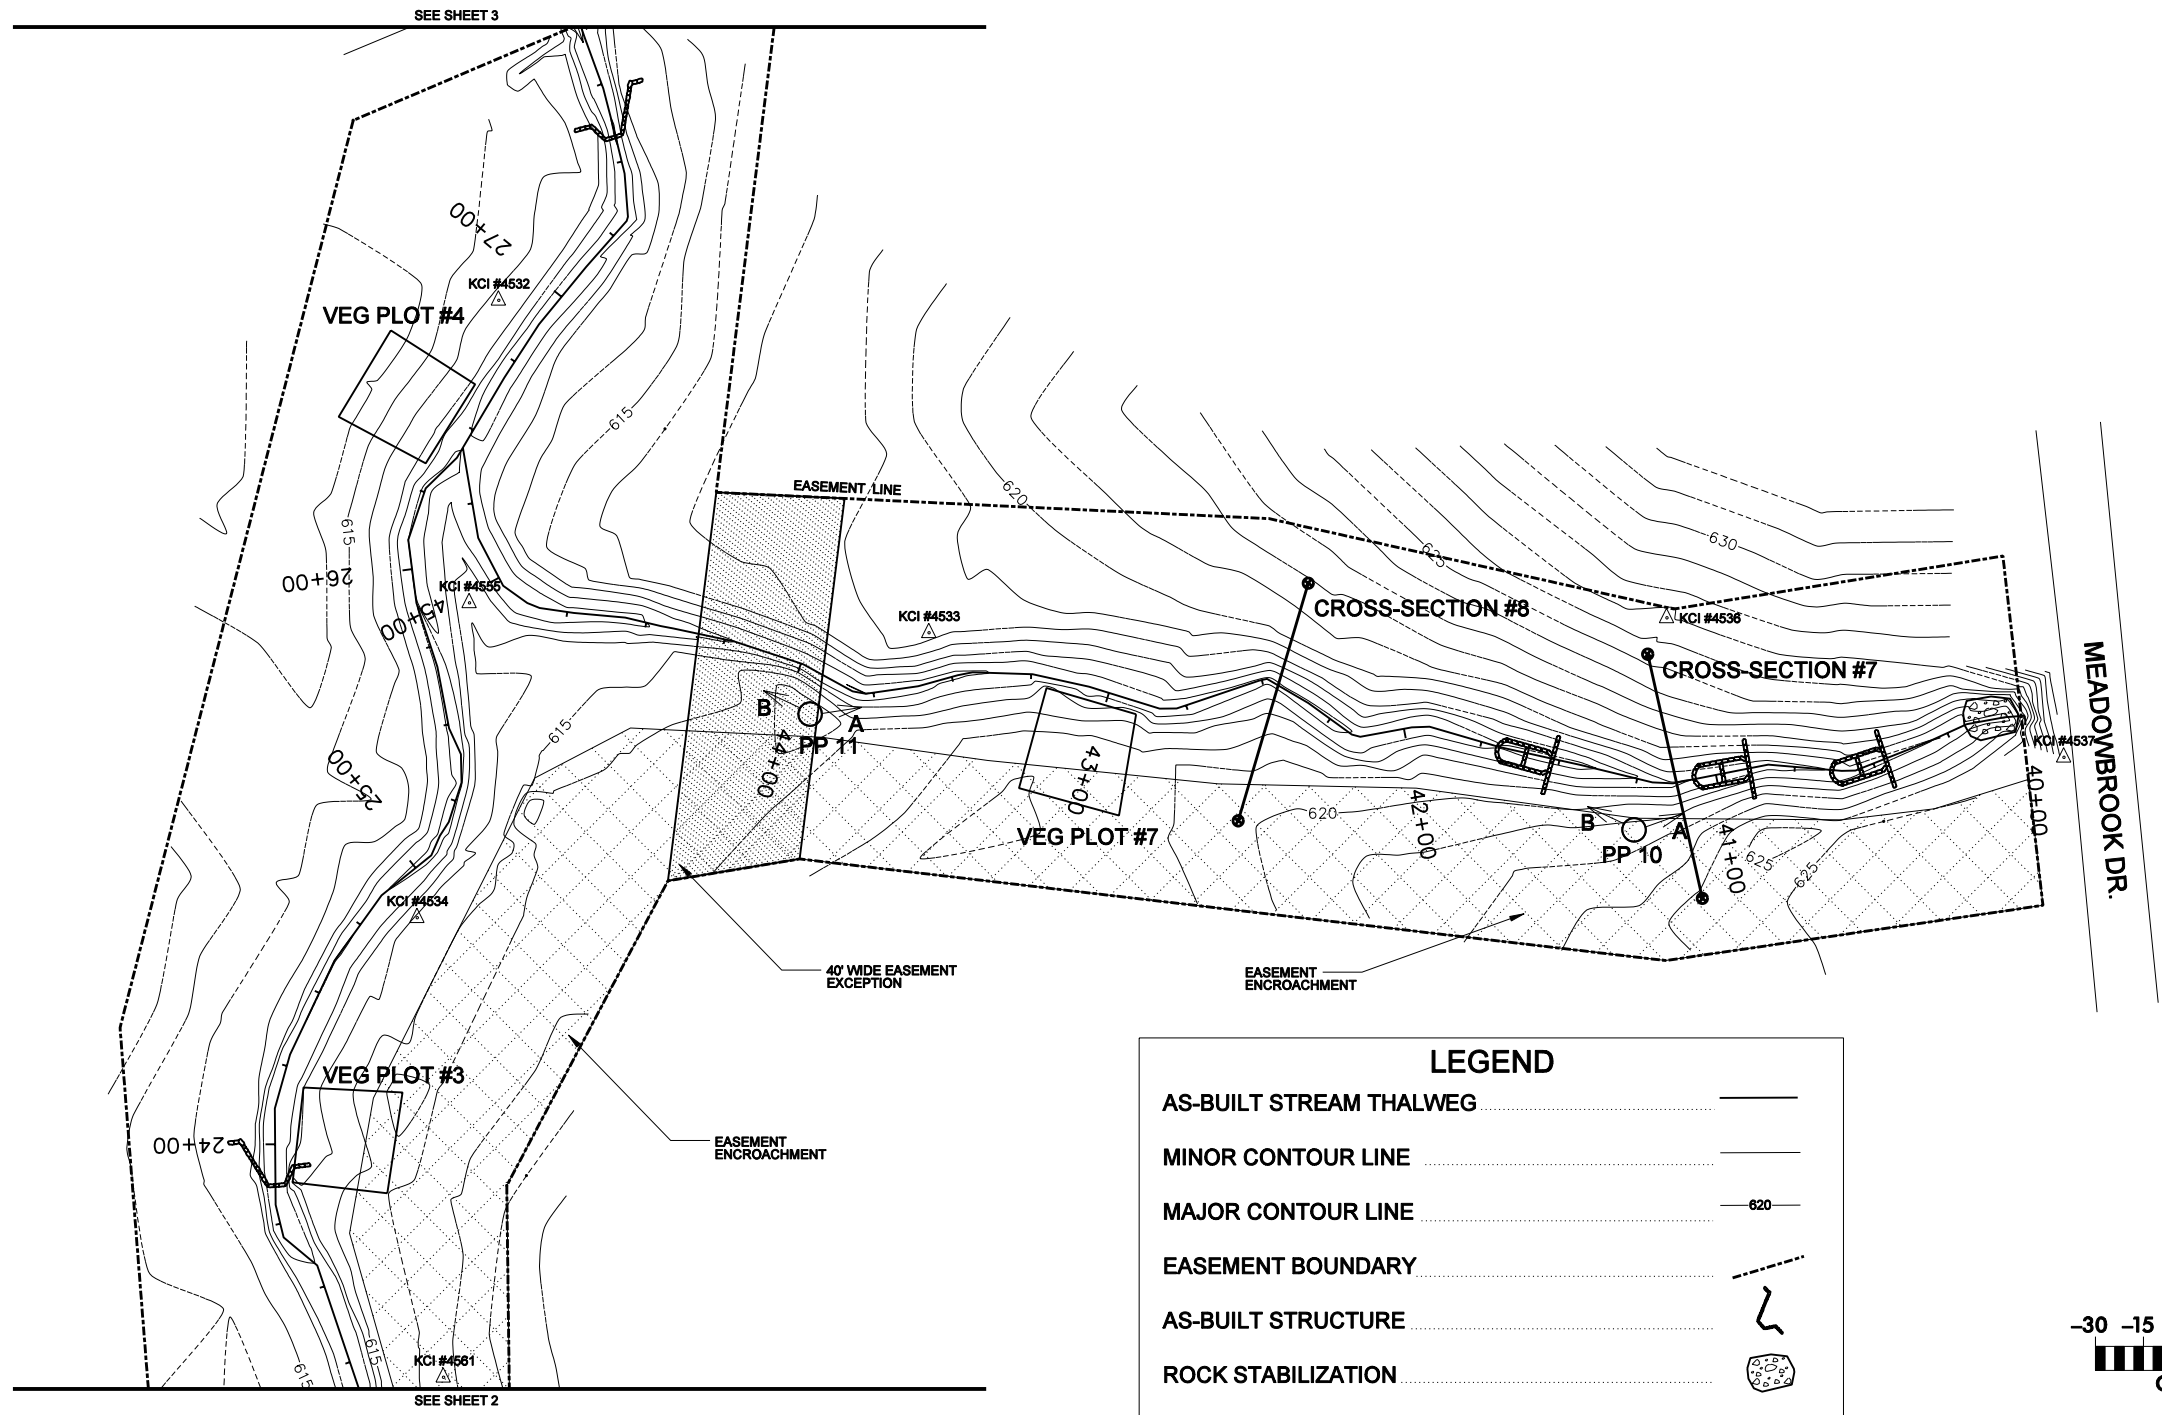 SEE SHEET 3
27+00
KCI #4532
VEG PLOT #4
615
615
EASEMENT LINE
620
625
630
26+00
KCI #4555
45+00
KCI #4533
CROSS-SECTION #8
KCI #4536
CROSS-SECTION #7
MEADOWBROOK DR.
615
B
A
PP 11
44+00
KCI #4537
25+00
43+00
VEG PLOT #7
620
42+00
B
A
PP 10
41+00
625
625
40+00
KCI #4534
40' WIDE EASEMENT
EXCEPTION
EASEMENT
ENCROACHMENT
VEG PLOT #3
24+00
EASEMENT
ENCROACHMENT
615
615
KCI #4561
SEE SHEET 2
LEGEND
AS-BUILT STREAM THALWEG
MINOR CONTOUR LINE
MAJOR CONTOUR LINE
620
EASEMENT BOUNDARY
AS-BUILT STRUCTURE
ROCK STABILIZATION
-30 -15